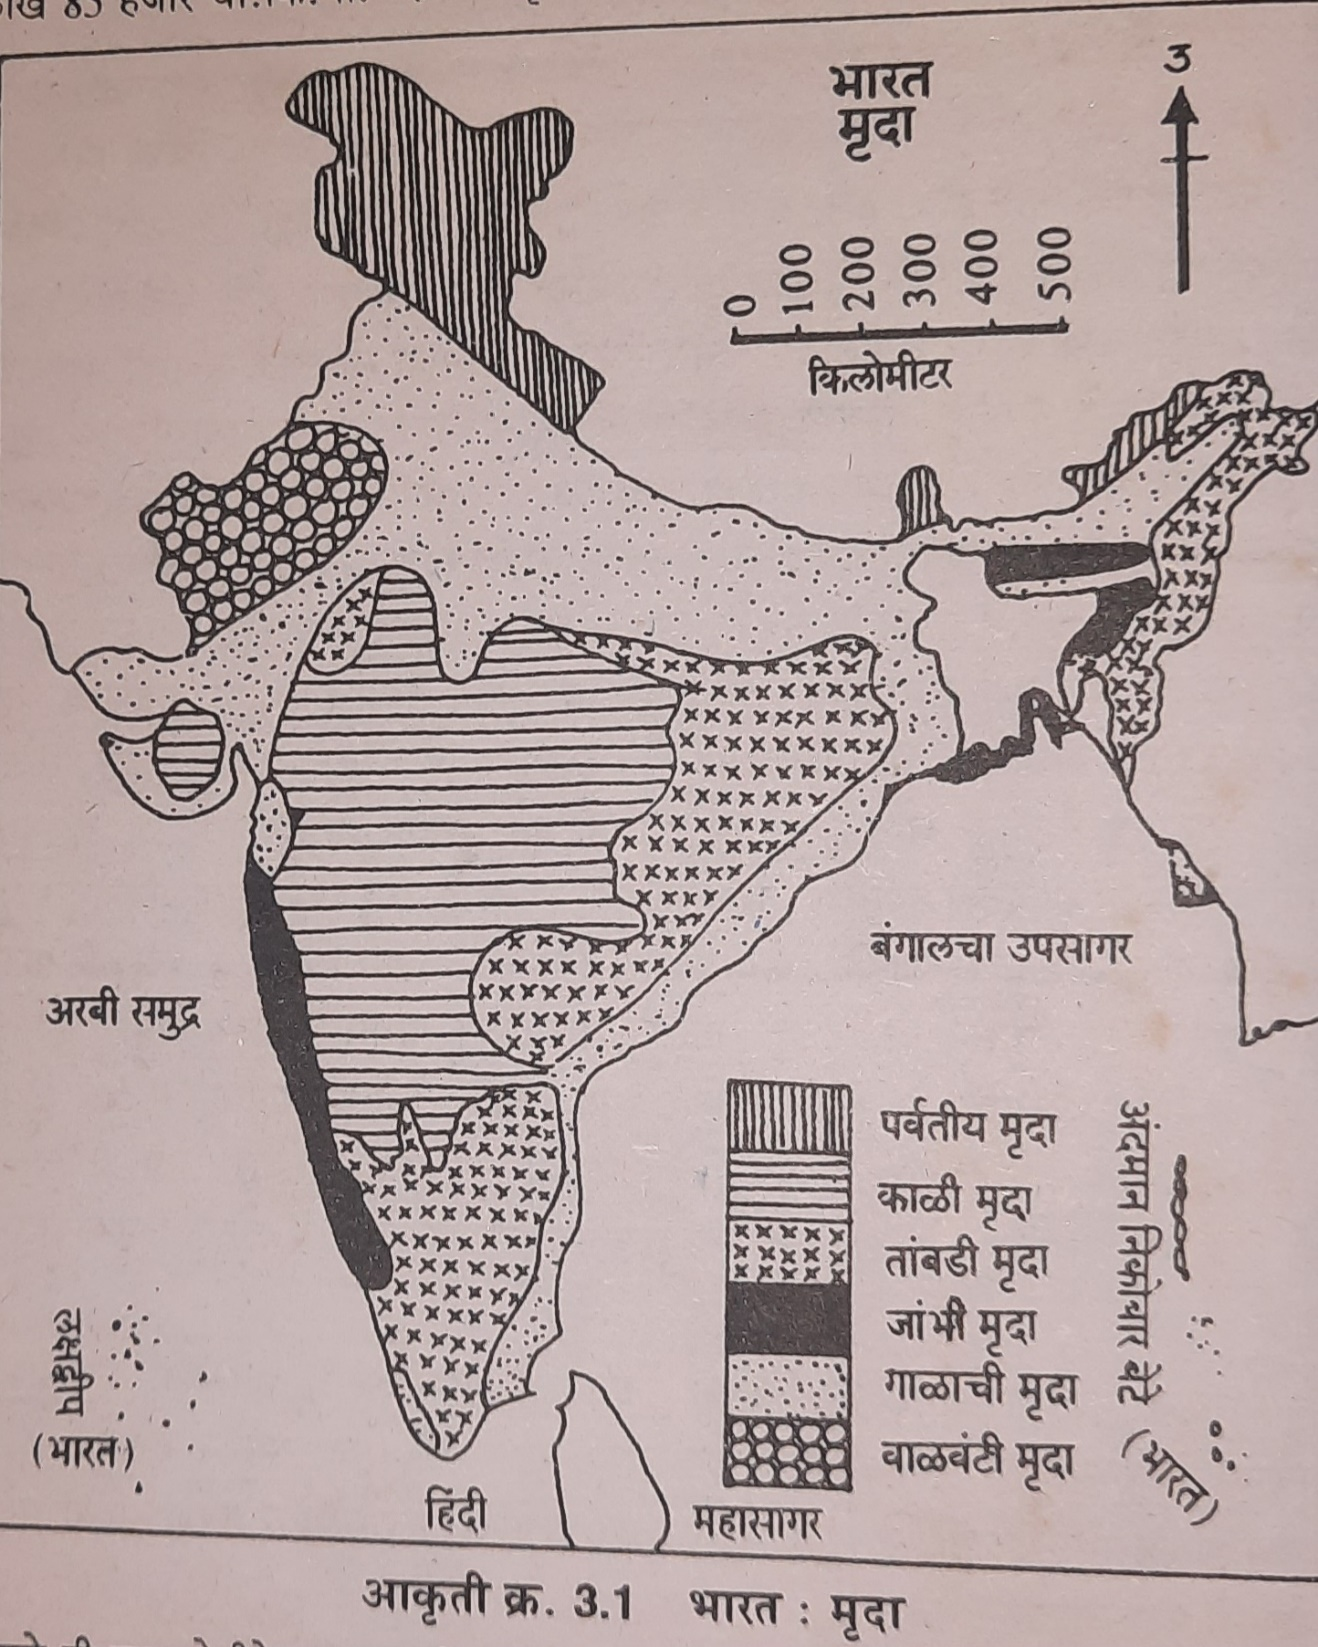 भारत
मृदा
उ
0 100 200 300 400 500
किलोमीटर
बंगालचा उपसागर
अरबी समुद्र
पर्वतीय मृदा
काळी मृदा
तांबडी मृदा
जांभी मृदा
गाळाची मृदा
वाळवंटी मृदा
अंदमान निकोबार बेटे
(भारत)
लक्षद्वीप
(भारत)
हिंदी महासागर
आकृती क्र. 3.1 भारत : मृदा